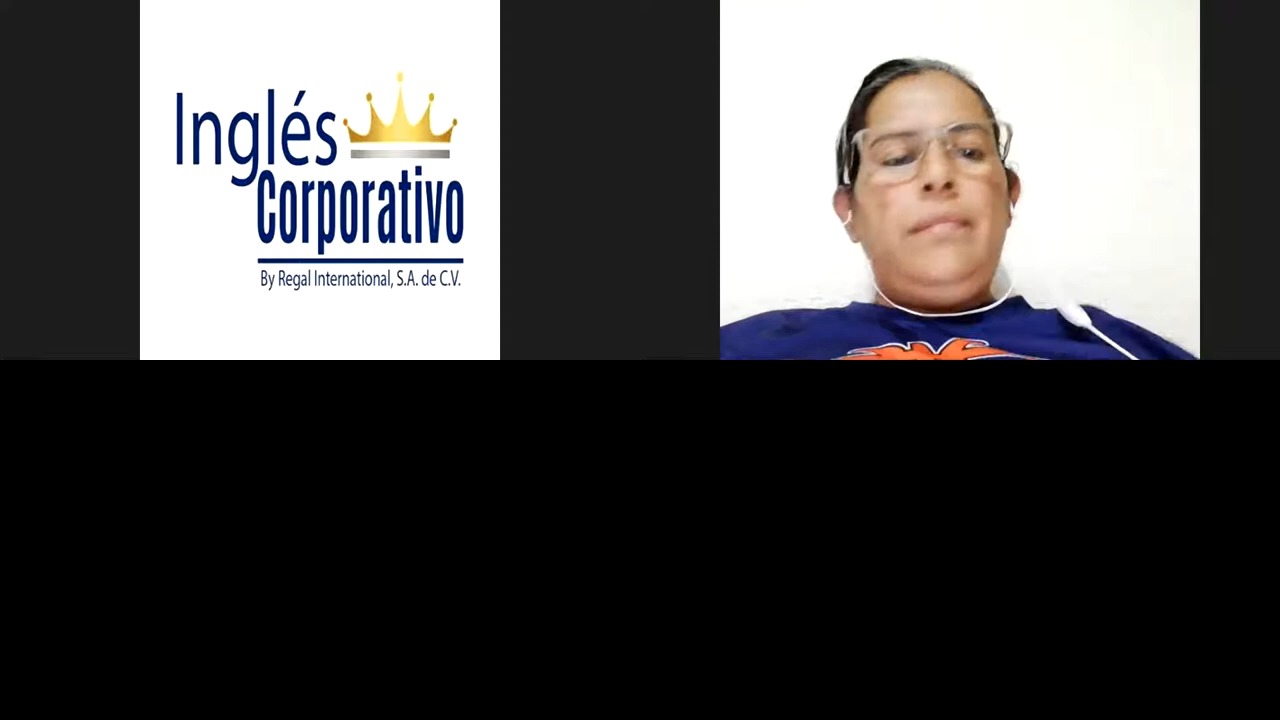 Inglés
Corporativo
By Regal International, S.A. de C.V.